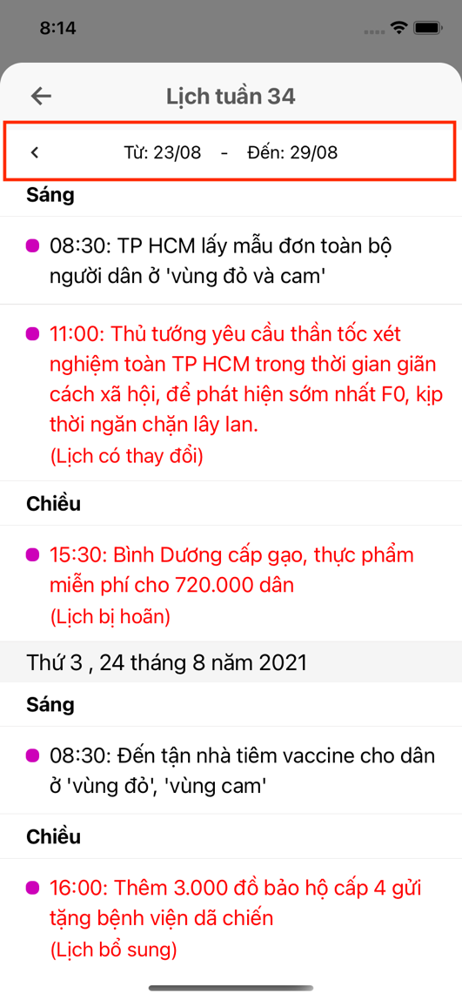 8:14
Lịch tuần 34
Từ: 23/08 - Đến: 29/08
Sáng
08:30: TP HCM lấy mẫu đơn toàn bộ
người dân ở 'vùng đỏ và cam'
11:00: Thủ tướng yêu cầu thần tốc xét
nghiệm toàn TP HCM trong thời gian giãn
cách xã hội, để phát hiện sớm nhất F0, kịp
thời ngăn chặn lây lan.
(Lịch có thay đổi)
Chiều
15:30: Bình Dương cấp gạo, thực phẩm
miễn phí cho 720.000 dân
(Lịch bị hoãn)
Thứ 3 , 24 tháng 8 năm 2021
Sáng
08:30: Đến tận nhà tiêm vaccine cho dân
ở 'vùng đỏ', 'vùng cam'
Chiều
16:00: Thêm 3.000 đồ bảo hộ cấp 4 gửi
tặng bệnh viện dã chiến
(Lịch bổ sung)